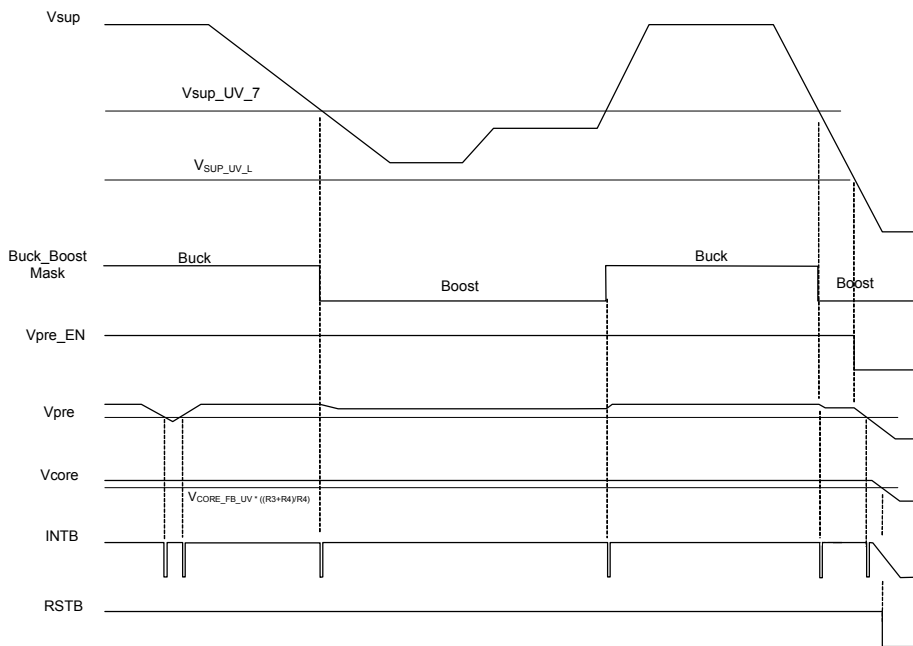 Vsup
Vsup_UV_7
VSUP_UV_L
Buck_Boost
Mask
Buck
Boost
Buck
Boost
Vpre_EN
Vpre
Vcore
VCORE_FB_UV * ((R3+R4)/R4)
INTB
RSTB